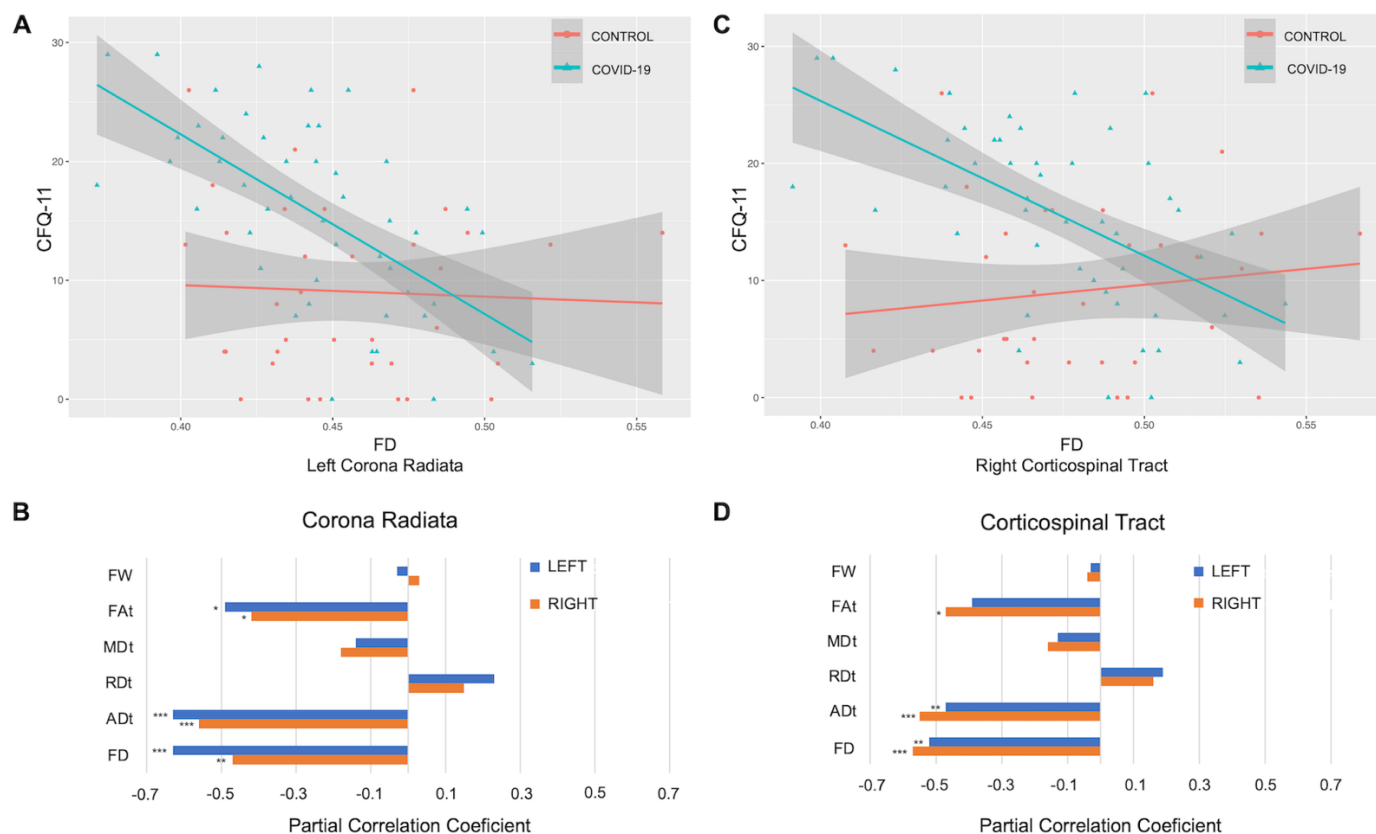 A
30
20
10
0
CFQ-11
0.40
0.45
0.50
0.55
FD
Left Corona Radiata
CONTROL
COVID-19
C
30
20
10
0
CFQ-11
0.40
0.45
0.50
0.55
FD
Right Corticospinal Tract
CONTROL
COVID-19
B
Corona Radiata
LEFT
RIGHT
FW
FAt
*
*
MDt
RDt
ADt
***
***
FD
***
**
-0.7 -0.5 -0.3 -0.1 0.1 0.3 0.5 0.7
Partial Correlation Coeficient
D
Corticospinal Tract
LEFT
RIGHT
FW
FAt
*
MDt
RDt
ADt
**
***
FD
**
***
-0.7 -0.5 -0.3 -0.1 0.1 0.3 0.5 0.7
Partial Correlation Coeficient